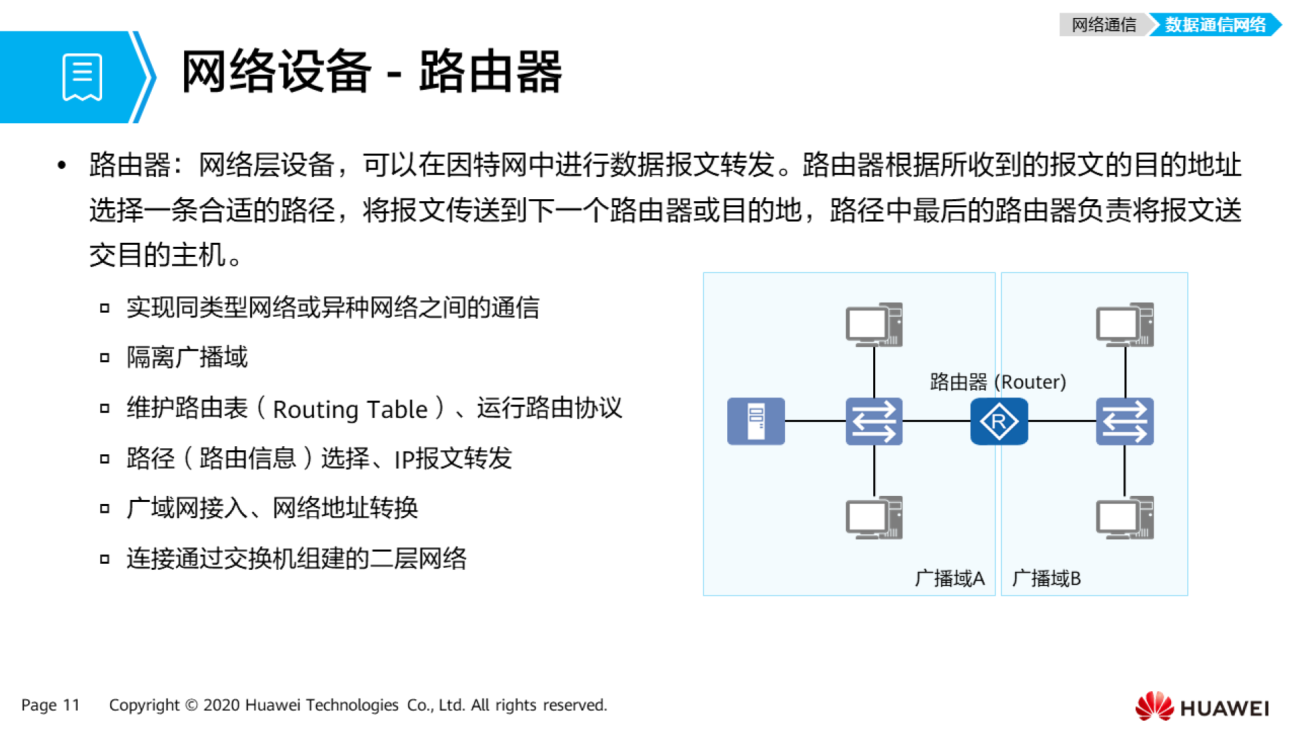 网络通信
数据通信网络
网络设备 - 路由器
• 路由器：网络层设备，可以在因特网中进行数据报文转发。路由器根据所收到的报文的目的地址
选择一条合适的路径，将报文传送到下一个路由器或目的地，路径中最后的路由器负责将报文送
交目的主机。
实现同类型网络或异种网络之间的通信
隔离广播域
维护路由表（Routing Table）、运行路由协议
路径（路由信息）选择、IP报文转发
广域网接入、网络地址转换
连接通过交换机组建的二层网络
路由器 (Router)
R
广播域A
广播域B
Page 11 Copyright © 2020 Huawei Technologies Co., Ltd. All rights reserved.
HUAWEI